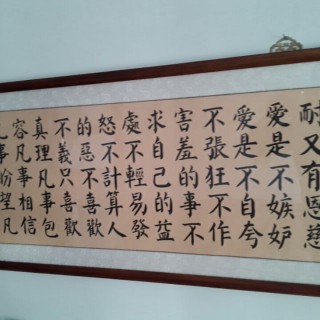 耐又有恩慈
愛是不嫉妒
愛是不自夸
不張狂不作
害羞的事不
求自己的益
處不輕易發
怒不計算人
的惡不喜歡
不義只喜歡
真理凡事包
容凡事相信
凡事盼望凡